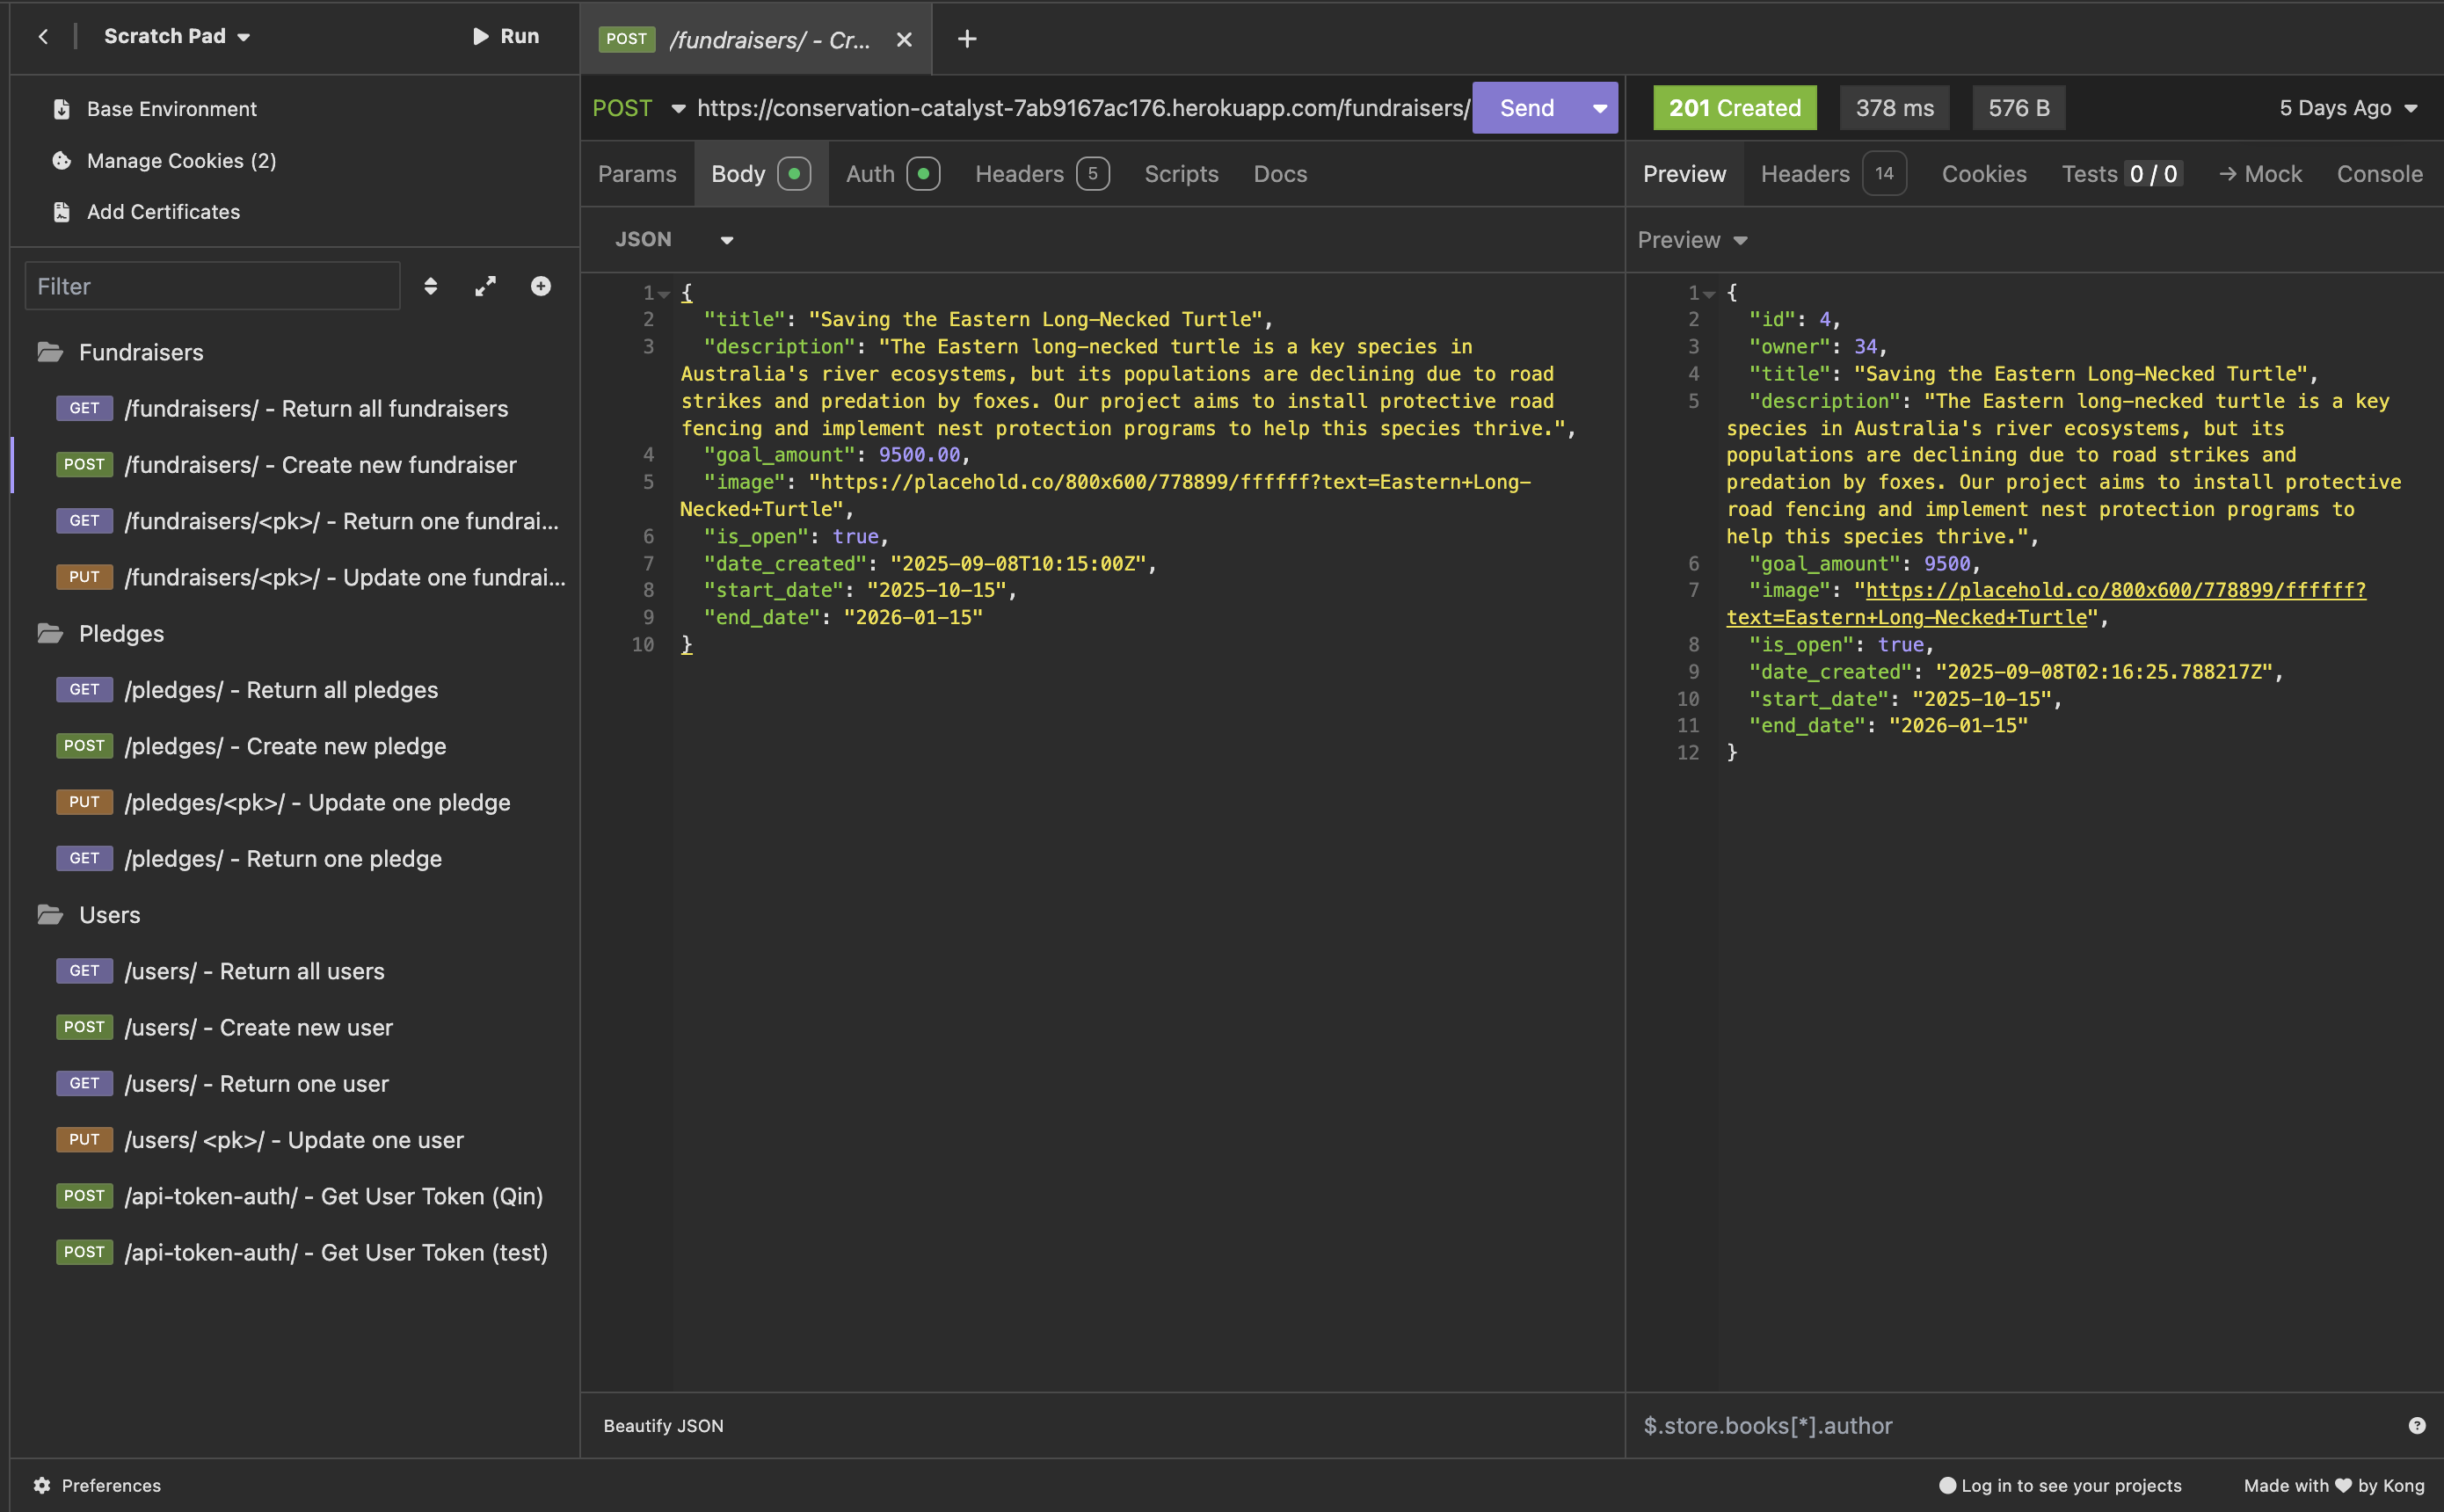 Scratch Pad
Run
Base Environment
Manage Cookies (2)
Add Certificates
Filter
Fundraisers
GET /fundraisers/ - Return all fundraisers
POST /fundraisers/ - Create new fundraiser
GET /fundraisers/<pk>/ - Return one fundrai...
PUT /fundraisers/<pk>/ - Update one fundrai...
Pledges
GET /pledges/ - Return all pledges
POST /pledges/ - Create new pledge
PUT /pledges/<pk>/ - Update one pledge
GET /pledges/ - Return one pledge
Users
GET /users/ - Return all users
POST /users/ - Create new user
GET /users/ - Return one user
PUT /users/ <pk>/ - Update one user
POST /api-token-auth/ - Get User Token (Qin)
POST /api-token-auth/ - Get User Token (test)
Preferences
POST /fundraisers/ - Cr...
POST https://conservation-catalyst-7ab9167ac176.herokuapp.com/fundraisers/ Send
Params Body Auth Headers 5 Scripts Docs
JSON
1 {
2 "title": "Saving the Eastern Long-Necked Turtle",
3 "description": "The Eastern long-necked turtle is a key species in
Australia's river ecosystems, but its populations are declining due to road
strikes and predation by foxes. Our project aims to install protective road
fencing and implement nest protection programs to help this species thrive.",
4 "goal_amount": 9500.00,
5 "image": "https://placehold.co/800x600/778899/ffffff?text=Eastern+Long-
Necked+Turtle",
6 "is_open": true,
7 "date_created": "2025-09-08T10:15:00Z",
8 "start_date": "2025-10-15",
9 "end_date": "2026-01-15"
10 }
Beautify JSON
201 Created 378 ms 576 B 5 Days Ago
Preview Headers 14 Cookies Tests 0 / 0 → Mock Console
Preview
1 {
2 "id": 4,
3 "owner": 34,
4 "title": "Saving the Eastern Long-Necked Turtle",
5 "description": "The Eastern long-necked turtle is a key
species in Australia's river ecosystems, but its
populations are declining due to road strikes and
predation by foxes. Our project aims to install protective
road fencing and implement nest protection programs to
help this species thrive.",
6 "goal_amount": 9500,
7 "image": "https://placehold.co/800x600/778899/ffffff?
text=Eastern+Long-Necked+Turtle",
8 "is_open": true,
9 "date_created": "2025-09-08T02:16:25.788217Z",
10 "start_date": "2025-10-15",
11 "end_date": "2026-01-15"
12 }
$.store.books[*].author
Log in to see your projects
Made with ♥ by Kong